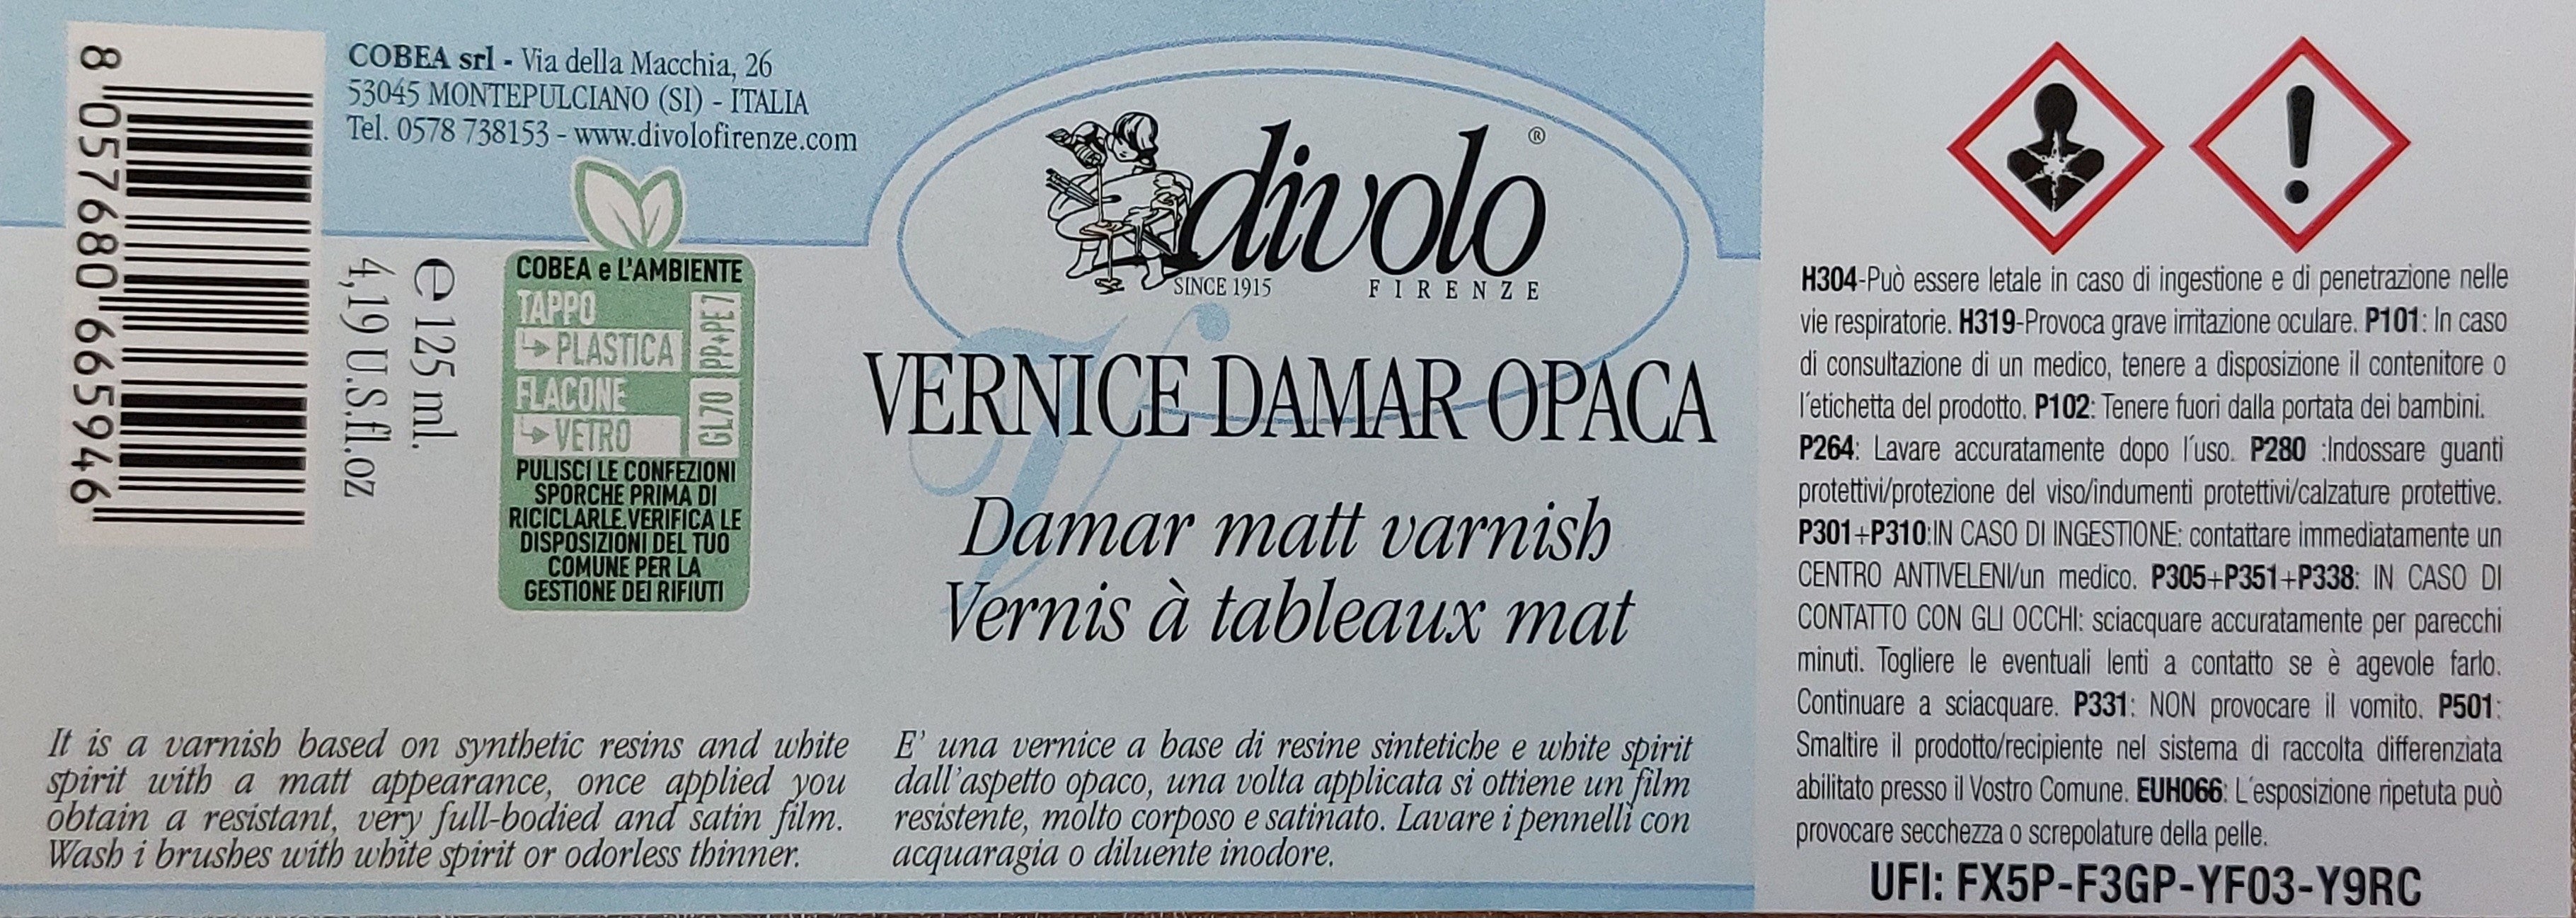 8 057680 665946
COBEA srl - Via della Macchia, 26
53045 MONTEPULCIANO (SI) - ITALIA
Tel. 0578 738153 - www.divolofirenze.com
e 125 ml.
4,19 U.S.fl.oz
COBEA e L'AMBIENTE
TAPPO
PLASTICA
PP+PE7
FLACONE
VETRO
GL70
PULISCI LE CONFEZIONI
SPORCHE PRIMA DI
RICICLARLE.VERIFICA LE
DISPOSIZIONI DEL TUO
COMUNE PER LA
GESTIONE DEI RIFIUTI
divolo ®
SINCE 1915 FIRENZE
VERNICE DAMAR OPACA
Damar matt varnish
Vernis à tableaux mat
It is a varnish based on synthetic resins and white
spirit with a matt appearance, once applied you
obtain a resistant, very full-bodied and satin film.
Wash i brushes with white spirit or odorless thinner.
E' una vernice a base di resine sintetiche e white spirit
dall'aspetto opaco, una volta applicata si ottiene un film
resistente, molto corposo e satinato. Lavare i pennelli con
acquaragia o diluente inodore.
H304-Può essere letale in caso di ingestione e di penetrazione nelle
vie respiratorie. H319-Provoca grave irritazione oculare. P101: In caso
di consultazione di un medico, tenere a disposizione il contenitore o
l'etichetta del prodotto. P102: Tenere fuori dalla portata dei bambini.
P264: Lavare accuratamente dopo l'uso. P280 :Indossare guanti
protettivi/protezione del viso/indumenti protettivi/calzature protettive.
P301+P310:IN CASO DI INGESTIONE: contattare immediatamente un
CENTRO ANTIVELENI/un medico. P305+P351+P338: IN CASO DI
CONTATTO CON GLI OCCHI: sciacquare accuratamente per parecchi
minuti. Togliere le eventuali lenti a contatto se è agevole farlo.
Continuare a sciacquare. P331: NON provocare il vomito. P501:
Smaltire il prodotto/recipiente nel sistema di raccolta differenziata
abilitato presso il Vostro Comune. EUH066: L'esposizione ripetuta può
provocare secchezza o screpolature della pelle.
UFI: FX5P-F3GP-YF03-Y9RC